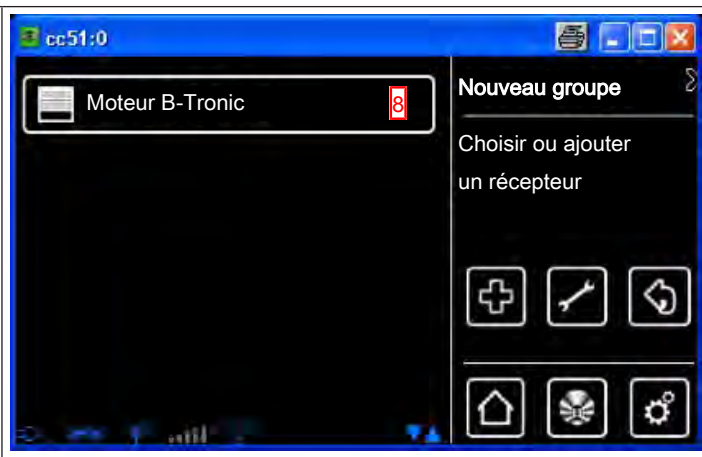 cc51:0
Moteur B-Tronic 8
Nouveau groupe
Choisir ou ajouter
un récepteur